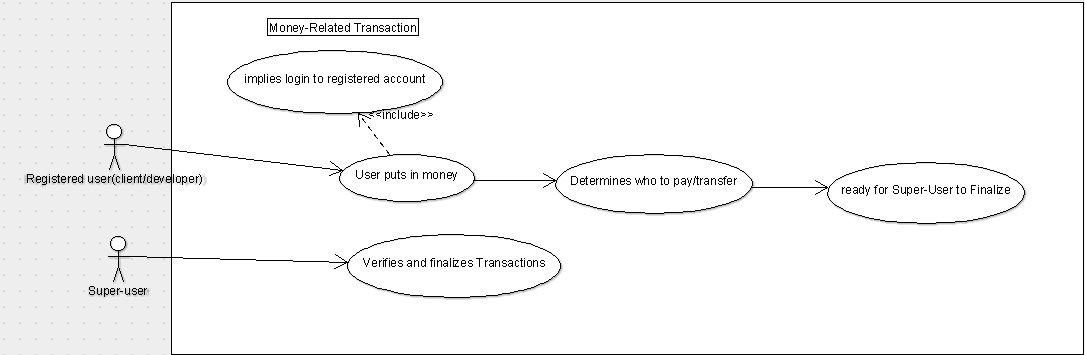 Money-Related Transaction
implies login to registered account
<<include>>
Registered user(client/developer)
User puts in money
Determines who to pay/transfer
ready for Super-User to Finalize
Super-user
Verifies and finalizes Transactions